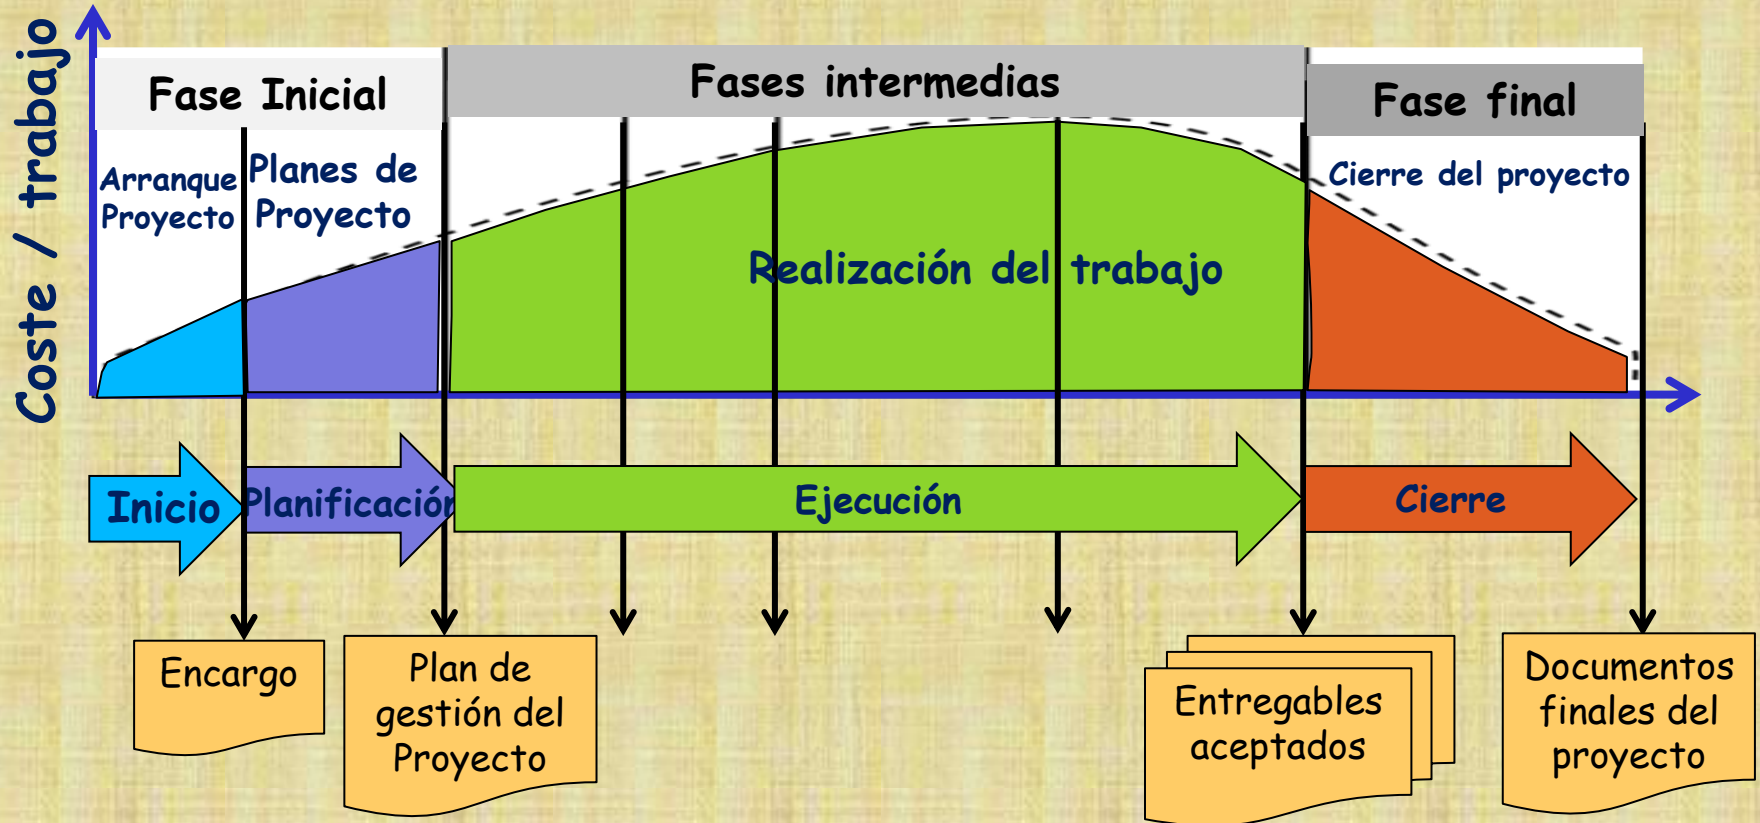 Coste / trabajo
Fase Inicial
Fases intermedias
Fase final
Arranque
Proyecto
Planes de
Proyecto
Cierre del proyecto
Realización del trabajo
Inicio
Planificación
Ejecución
Cierre
Encargo
Plan de
gestión del
Proyecto
Entregables
aceptados
Documentos
finales del
proyecto